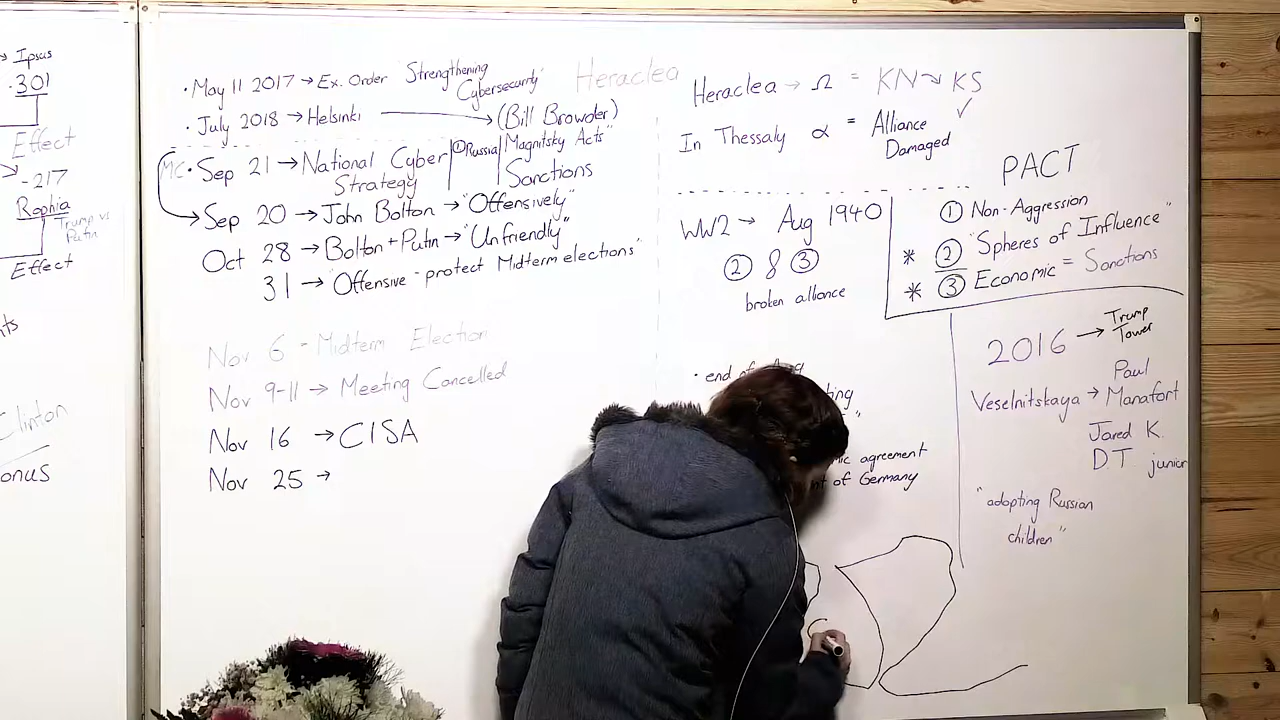 → Ipsus
301
Effect
-217
Raphia
Trump vs
Putin
Effect
Clinton
onus
Heraclea
· May 11 2017 → Ex. Order "Strengthening
Cybersecurity"
· July 2018 → Helsinki → (Bill Browder)
MC · Sep 21 → National Cyber
Strategy
① Russia
Magnitsky Acts"
Sanctions
Sep 20 → John Bolton → "Offensively"
Oct 28 → Bolton + Putin → "Unfriendly"
31 → "Offensive - protect Midterm elections"
Nov 6 - Midterm Election
Nov 9-11 → Meeting Cancelled
Nov 16 → CISA
Nov 25 →
Heraclea → Ω = KN → KS
✓
In Thessaly α = Alliance
Damaged
WW2 → Aug 1940
② & ③
broken alliance
PACT
① Non-Aggression
* ② "Spheres of Influence"
* ③ Economic = Sanctions
· end of Aug
agreement
of Germany
2016 → Trump
Tower
Veselnitskaya → Paul
Manafort
Jared K.
D.T junior
"adopting Russian
children"